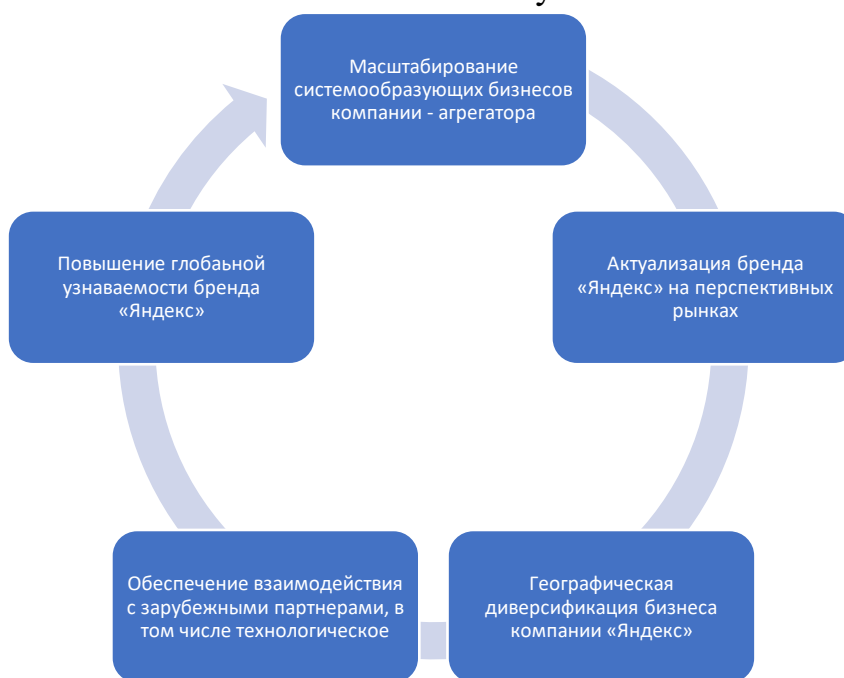 Масштабирование
системообразующих бизнесов
компании - агрегатора
Актуализация бренда
«Яндекс» на перспективных
рынках
Географическая
диверсификация бизнеса
компании «Яндекс»
Обеспечение взаимодействия
с зарубежными партнерами, в
том числе технологическое
Повышение глобаьной
узнаваемости бренда
«Яндекс»